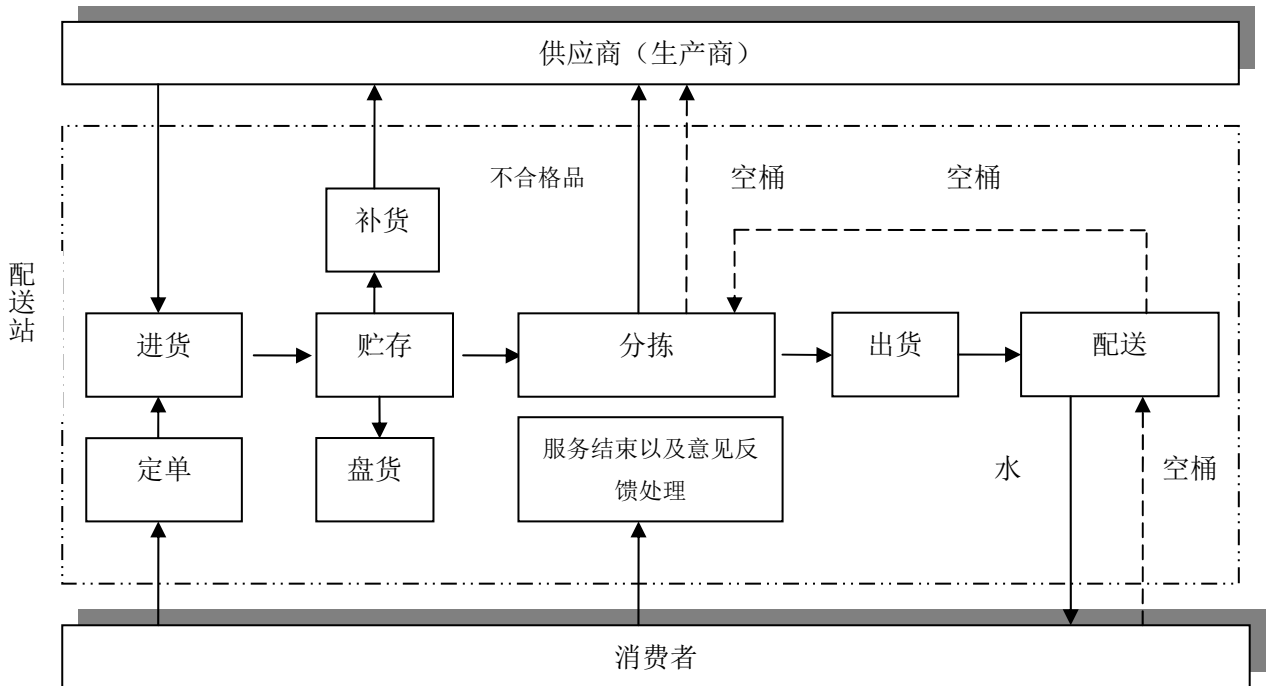 供应商（生产商）
不合格品
空桶
空桶
补货
配
送
站
进货
贮存
分拣
出货
配送
定单
盘货
服务结束以及意见反
馈处理
水
空桶
消费者